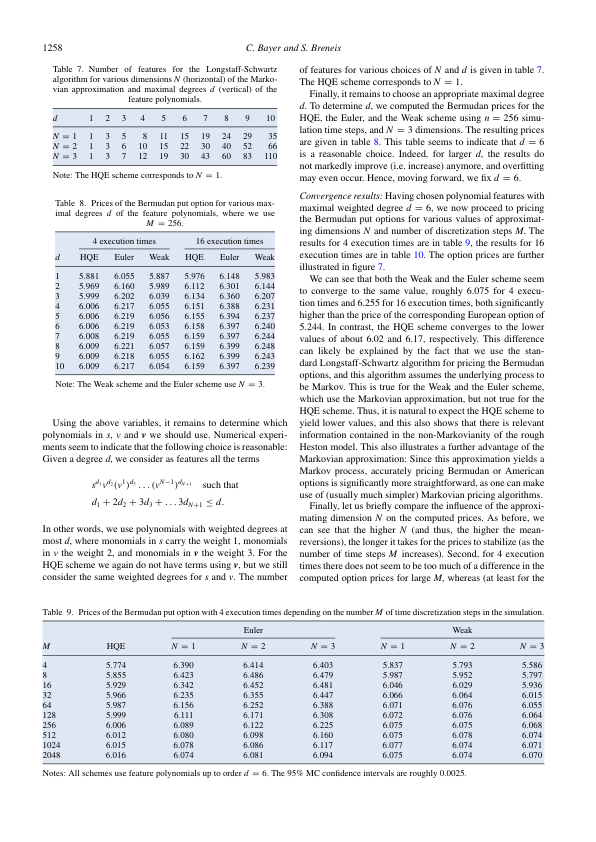 1258
C. Bayer and S. Breneis
Table 7. Number of features for the Longstaff-Schwartz
algorithm for various dimensions N (horizontal) of the Marko-
vian approximation and maximal degrees d (vertical) of the
feature polynomials.
d 1 2 3 4 5 6 7 8 9 10
N = 1 1 3 5 8 11 15 19 24 29 35
N = 2 1 3 6 10 15 22 30 40 52 66
N = 3 1 3 7 12 19 30 43 60 83 110
Note: The HQE scheme corresponds to N = 1.
Table 8. Prices of the Bermudan put option for various max-
imal degrees d of the feature polynomials, where we use
M = 256.
4 execution times 16 execution times
d HQE Euler Weak HQE Euler Weak
1 5.881 6.055 5.887 5.976 6.148 5.983
2 5.969 6.160 5.989 6.112 6.301 6.144
3 5.999 6.202 6.039 6.134 6.360 6.207
4 6.006 6.217 6.055 6.151 6.388 6.231
5 6.006 6.219 6.056 6.155 6.394 6.237
6 6.006 6.219 6.053 6.158 6.397 6.240
7 6.008 6.219 6.055 6.159 6.399 6.244
8 6.009 6.221 6.057 6.159 6.399 6.248
9 6.009 6.218 6.055 6.162 6.399 6.243
10 6.009 6.217 6.054 6.159 6.397 6.239
Note: The Weak scheme and the Euler scheme use N = 3.
Using the above variables, it remains to determine which
polynomials in s, v and v we should use. Numerical experi-
ments seem to indicate that the following choice is reasonable:
Given a degree d, we consider as features all the terms
s^{d_1} v^{d_2} (v^1)^{d_3} ... (v^{N-1})^{d_{N+1}} such that
d_1 + 2d_2 + 3d_3 + ... 3d_{N+1} ≤ d.
In other words, we use polynomials with weighted degrees at
most d, where monomials in s carry the weight 1, monomials
in v the weight 2, and monomials in v the weight 3. For the
HQE scheme we again do not have terms using v, but we still
consider the same weighted degrees for s and v. The number
of features for various choices of N and d is given in table 7.
The HQE scheme corresponds to N = 1.
Finally, it remains to choose an appropriate maximal degree
d. To determine d, we computed the Bermudan prices for the
HQE, the Euler, and the Weak scheme using n = 256 simu-
lation time steps, and N = 3 dimensions. The resulting prices
are given in table 8. This table seems to indicate that d = 6
is a reasonable choice. Indeed, for larger d, the results do
not markedly improve (i.e. increase) anymore, and overfitting
may even occur. Hence, moving forward, we fix d = 6.
Convergence results: Having chosen polynomial features with
maximal weighted degree d = 6, we now proceed to pricing
the Bermudan put options for various values of approximat-
ing dimensions N and number of discretization steps M. The
results for 4 execution times are in table 9, the results for 16
execution times are in table 10. The option prices are further
illustrated in figure 7.
We can see that both the Weak and the Euler scheme seem
to converge to the same value, roughly 6.075 for 4 execu-
tion times and 6.255 for 16 execution times, both significantly
higher than the price of the corresponding European option of
5.244. In contrast, the HQE scheme converges to the lower
values of about 6.02 and 6.17, respectively. This difference
can likely be explained by the fact that we use the stan-
dard Longstaff-Schwartz algorithm for pricing the Bermudan
options, and this algorithm assumes the underlying process to
be Markov. This is true for the Weak and the Euler scheme,
which use the Markovian approximation, but not true for the
HQE scheme. Thus, it is natural to expect the HQE scheme to
yield lower values, and this also shows that there is relevant
information contained in the non-Markovianity of the rough
Heston model. This also illustrates a further advantage of the
Markovian approximation: Since this approximation yields a
Markov process, accurately pricing Bermudan or American
options is significantly more straightforward, as one can make
use of (usually much simpler) Markovian pricing algorithms.
Finally, let us briefly compare the influence of the approxi-
mating dimension N on the computed prices. As before, we
can see that the higher N (and thus, the higher the mean-
reversions), the longer it takes for the prices to stabilize (as the
number of time steps M increases). Second, for 4 execution
times there does not seem to be too much of a difference in the
computed option prices for large M, whereas (at least for the
Table 9. Prices of the Bermudan put option with 4 execution times depending on the number M of time discretization steps in the simulation.
Euler Weak
M HQE N = 1 N = 2 N = 3 N = 1 N = 2 N = 3
4 5.774 6.390 6.414 6.403 5.837 5.793 5.586
8 5.855 6.423 6.486 6.479 5.987 5.952 5.797
16 5.929 6.342 6.452 6.481 6.046 6.029 5.936
32 5.966 6.235 6.355 6.447 6.066 6.064 6.015
64 5.987 6.156 6.252 6.388 6.071 6.076 6.055
128 5.999 6.111 6.171 6.308 6.072 6.076 6.064
256 6.006 6.089 6.122 6.225 6.075 6.075 6.068
512 6.012 6.080 6.098 6.160 6.075 6.078 6.074
1024 6.015 6.078 6.086 6.117 6.077 6.074 6.071
2048 6.016 6.074 6.081 6.094 6.075 6.074 6.070
Notes: All schemes use feature polynomials up to order d = 6. The 95% MC confidence intervals are roughly 0.0025.